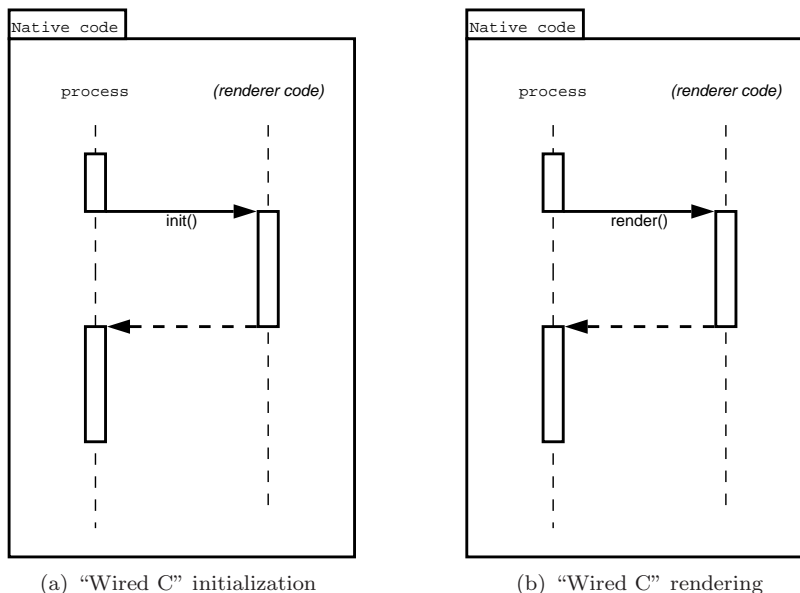 Native code
process
(renderer code)
init()
(a) “Wired C” initialization
Native code
process
(renderer code)
render()
(b) “Wired C” rendering